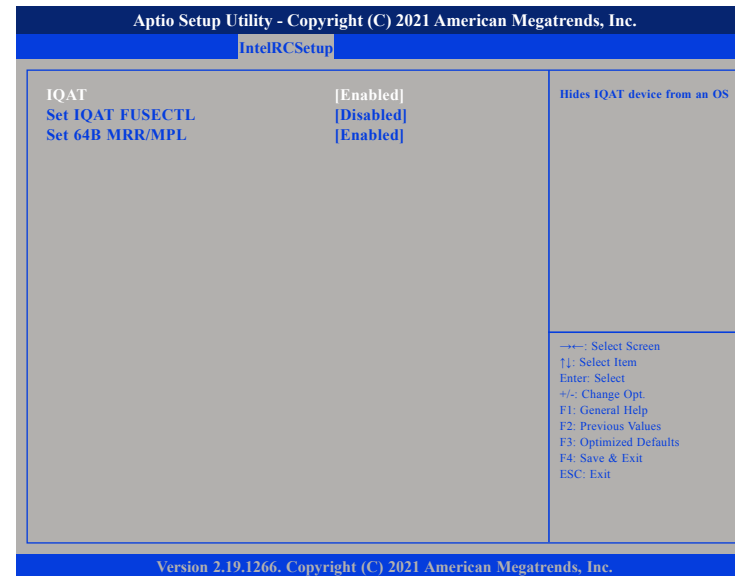 Aptio Setup Utility - Copyright (C) 2021 American Megatrends, Inc.
IntelRCSetup
IQAT [Enabled]
Set IQAT FUSECTL [Disabled]
Set 64B MRR/MPL [Enabled]
Hides IQAT device from an OS
→←: Select Screen
↑↓: Select Item
Enter: Select
+/-: Change Opt.
F1: General Help
F2: Previous Values
F3: Optimized Defaults
F4: Save & Exit
ESC: Exit
Version 2.19.1266. Copyright (C) 2021 American Megatrends, Inc.